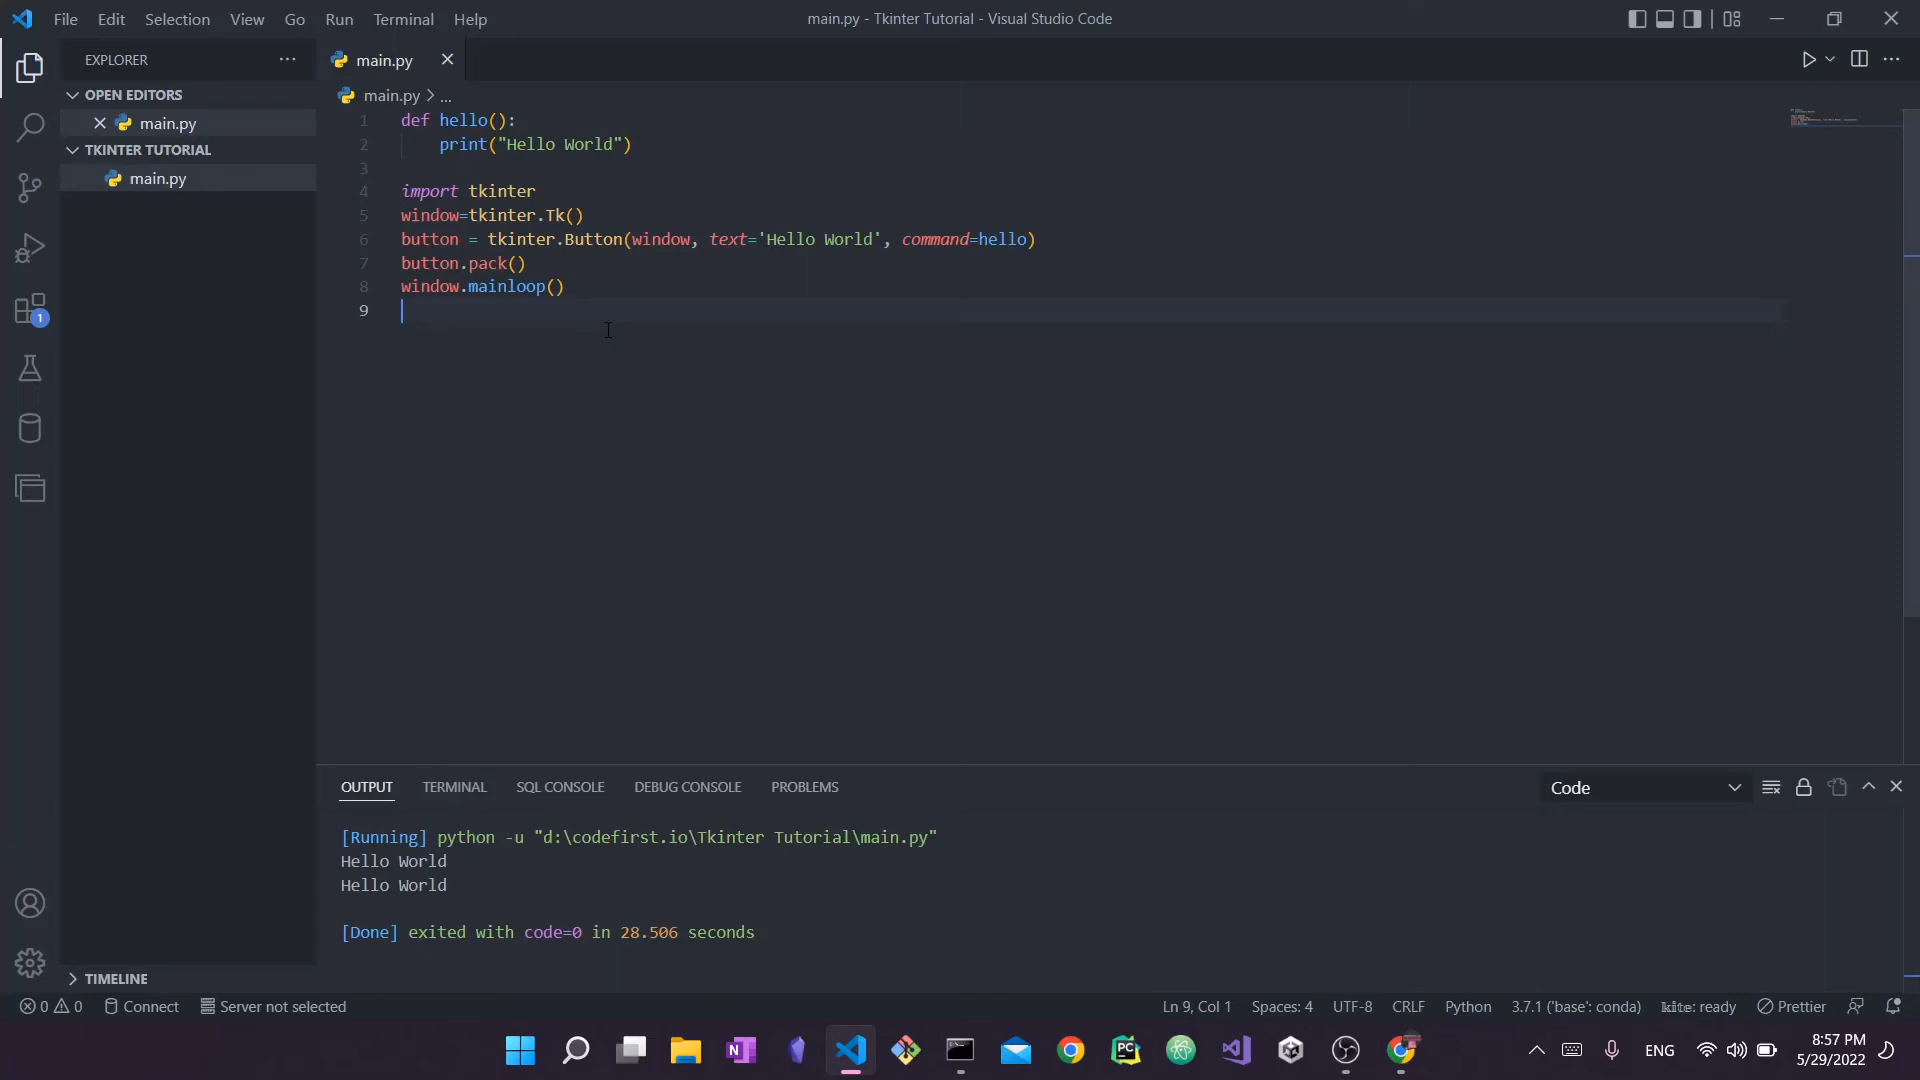 File Edit Selection View Go Run Terminal Help
main.py - Tkinter Tutorial - Visual Studio Code
EXPLORER
OPEN EDITORS
main.py
TKINTER TUTORIAL
main.py
main.py
main.py > ...
1 def hello():
2 print("Hello World")
3
4 import tkinter
5 window=tkinter.Tk()
6 button = tkinter.Button(window, text='Hello World', command=hello)
7 button.pack()
8 window.mainloop()
9
1
OUTPUT TERMINAL SQL CONSOLE DEBUG CONSOLE PROBLEMS
Code
[Running] python -u "d:\codefirst.io\Tkinter Tutorial\main.py"
Hello World
Hello World
[Done] exited with code=0 in 28.506 seconds
TIMELINE
0 0 Connect Server not selected
Ln 9, Col 1 Spaces: 4 UTF-8 CRLF Python 3.7.1 ('base': conda) kite: ready Prettier
N
PC
ENG
8:57 PM
5/29/2022